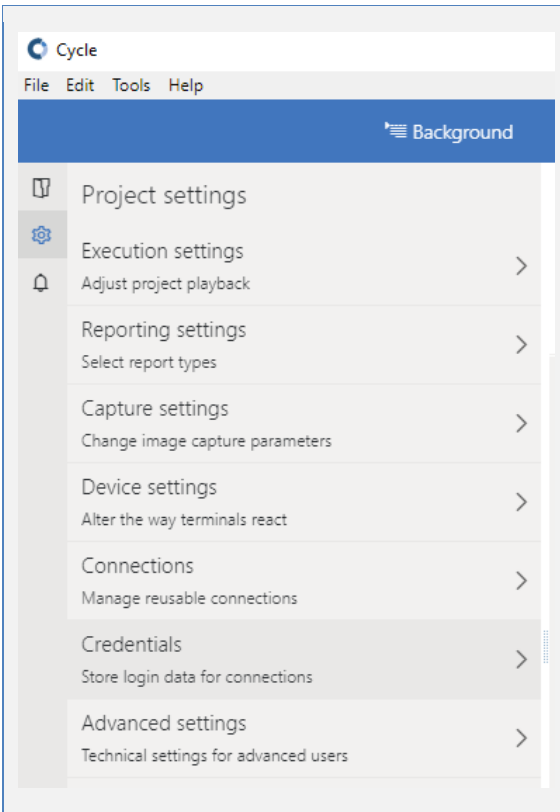 Cycle
File Edit Tools Help
Background
Project settings
Execution settings
Adjust project playback
Reporting settings
Select report types
Capture settings
Change image capture parameters
Device settings
Alter the way terminals react
Connections
Manage reusable connections
Credentials
Store login data for connections
Advanced settings
Technical settings for advanced users